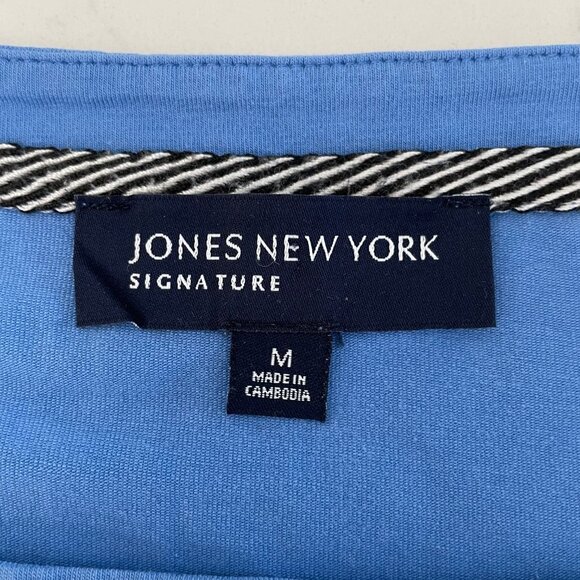 JONES NEW YORK
SIGNATURE
M
MADE IN
CAMBODIA